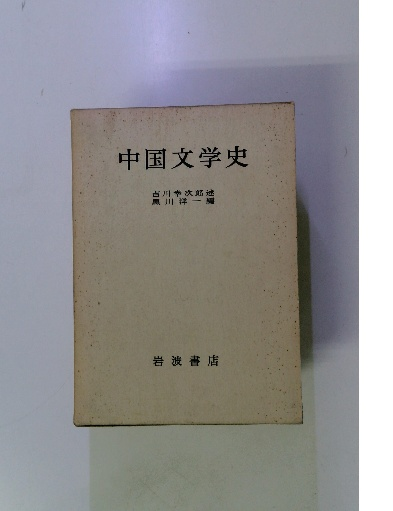 中国文学史
吉川幸次郎述
黒川洋一編
岩波書店